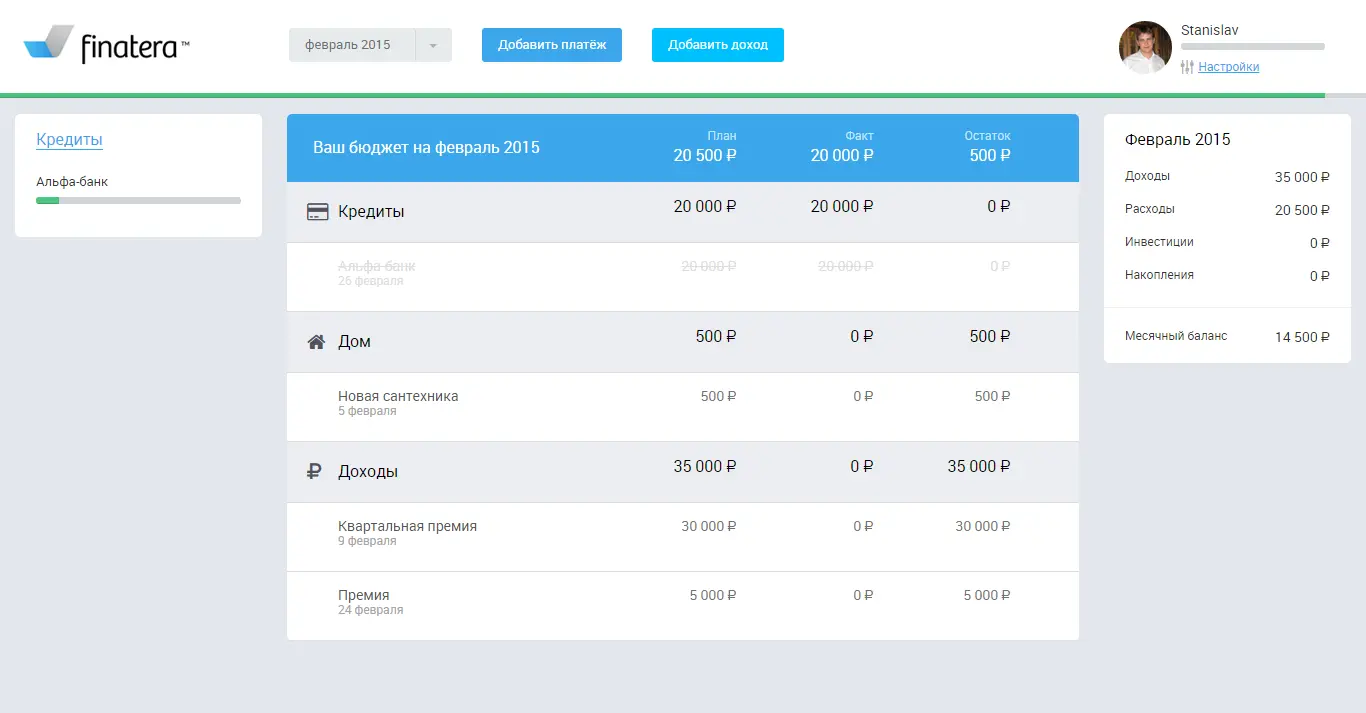 finatera™
февраль 2015
Добавить платёж
Добавить доход
Stanislav
Настройки
Кредиты
Альфа-банк
Ваш бюджет на февраль 2015
План Факт Остаток
20 500 ₽ 20 000 ₽ 500 ₽
Кредиты 20 000 ₽ 20 000 ₽ 0 ₽
Альфа-банк 20 000 ₽ 20 000 ₽ 0 ₽
26 февраля
Дом 500 ₽ 0 ₽ 500 ₽
Новая сантехника 500 ₽ 0 ₽ 500 ₽
5 февраля
Доходы 35 000 ₽ 0 ₽ 35 000 ₽
Квартальная премия 30 000 ₽ 0 ₽ 30 000 ₽
9 февраля
Премия 5 000 ₽ 0 ₽ 5 000 ₽
24 февраля
Февраль 2015
Доходы 35 000 ₽
Расходы 20 500 ₽
Инвестиции 0 ₽
Накопления 0 ₽
Месячный баланс 14 500 ₽